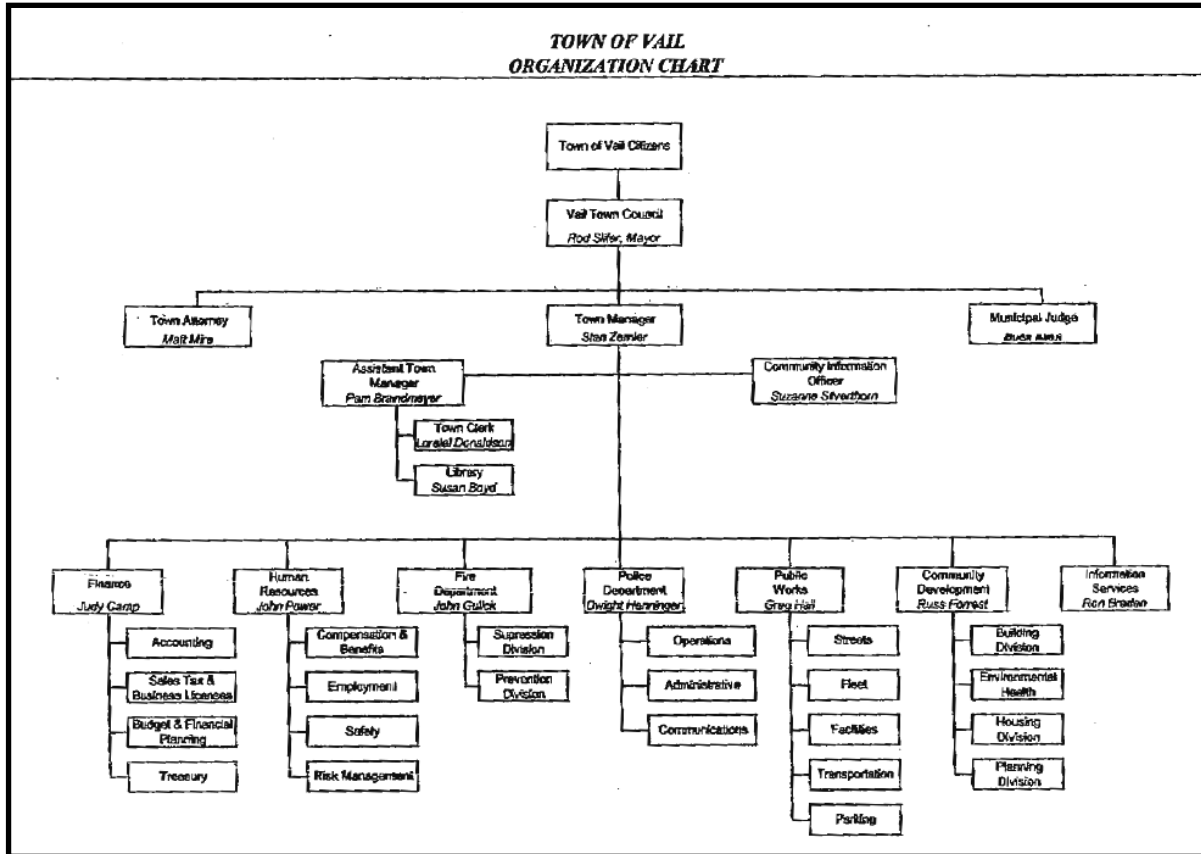 TOWN OF VAIL
ORGANIZATION CHART
Town of Vail Citizens
Vail Town Council
Rod Slifer, Mayor
Town Attorney
Matt Mire
Town Manager
Stan Zemler
Municipal Judge
Assistant Town
Manager
Pam Brandmeyer
Community Information
Officer
Suzanne Silverthorn
Town Clerk
Lorelei Donaldson
Library
Susan Boyd
Finance
Judy Camp
Human
Resources
John Power
Fire
Department
John Gulick
Police
Department
Dwight Henninger
Public
Works
Greg Hall
Community
Development
Russ Forrest
Information
Services
Ron Braden
Accounting
Sales Tax &
Business Licenses
Budget & Financial
Planning
Treasury
Compensation &
Benefits
Employment
Safety
Risk Management
Supression
Division
Prevention
Division
Operations
Administrative
Communications
Streets
Fleet
Facilities
Transportation
Parking
Building
Division
Environmental
Health
Housing
Division
Planning
Division